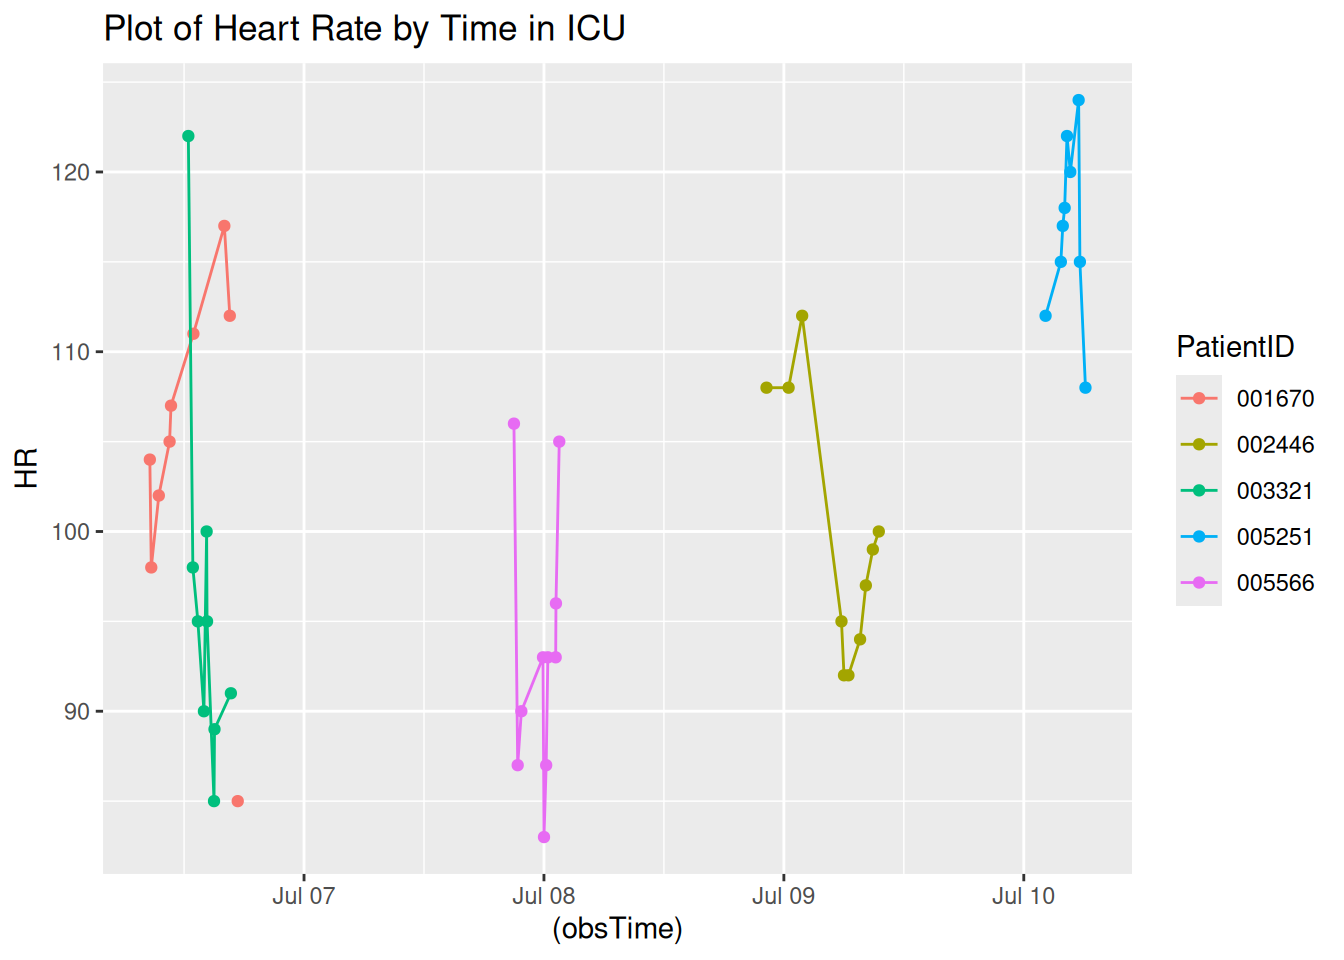 Plot of Heart Rate by Time in ICU
120
110
100
90
HR
Jul 07
Jul 08
Jul 09
Jul 10
(obsTime)
PatientID
001670
002446
003321
005251
005566